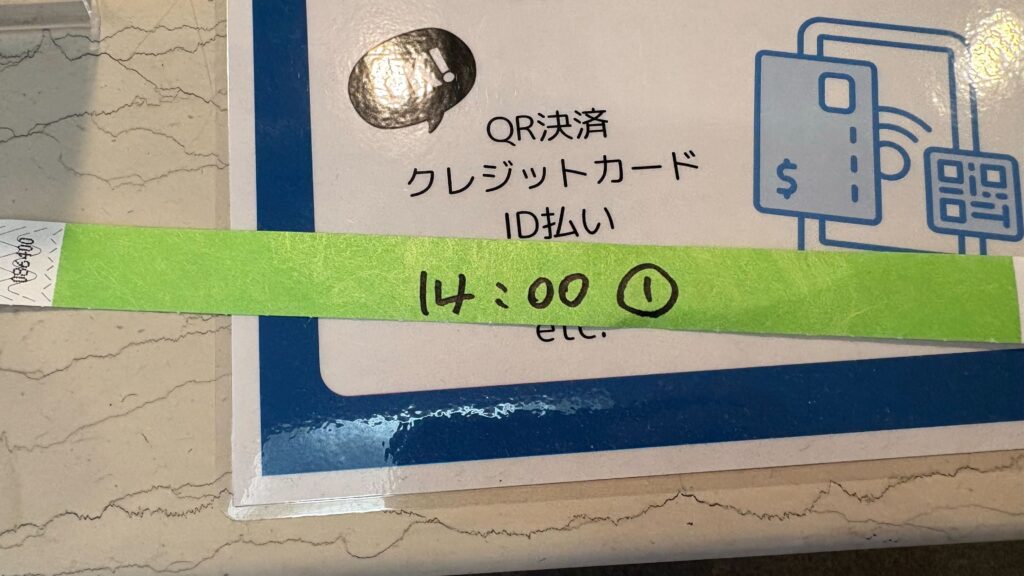 !
QR決済
クレジットカード
ID払い
$
14:00 ①
etc.